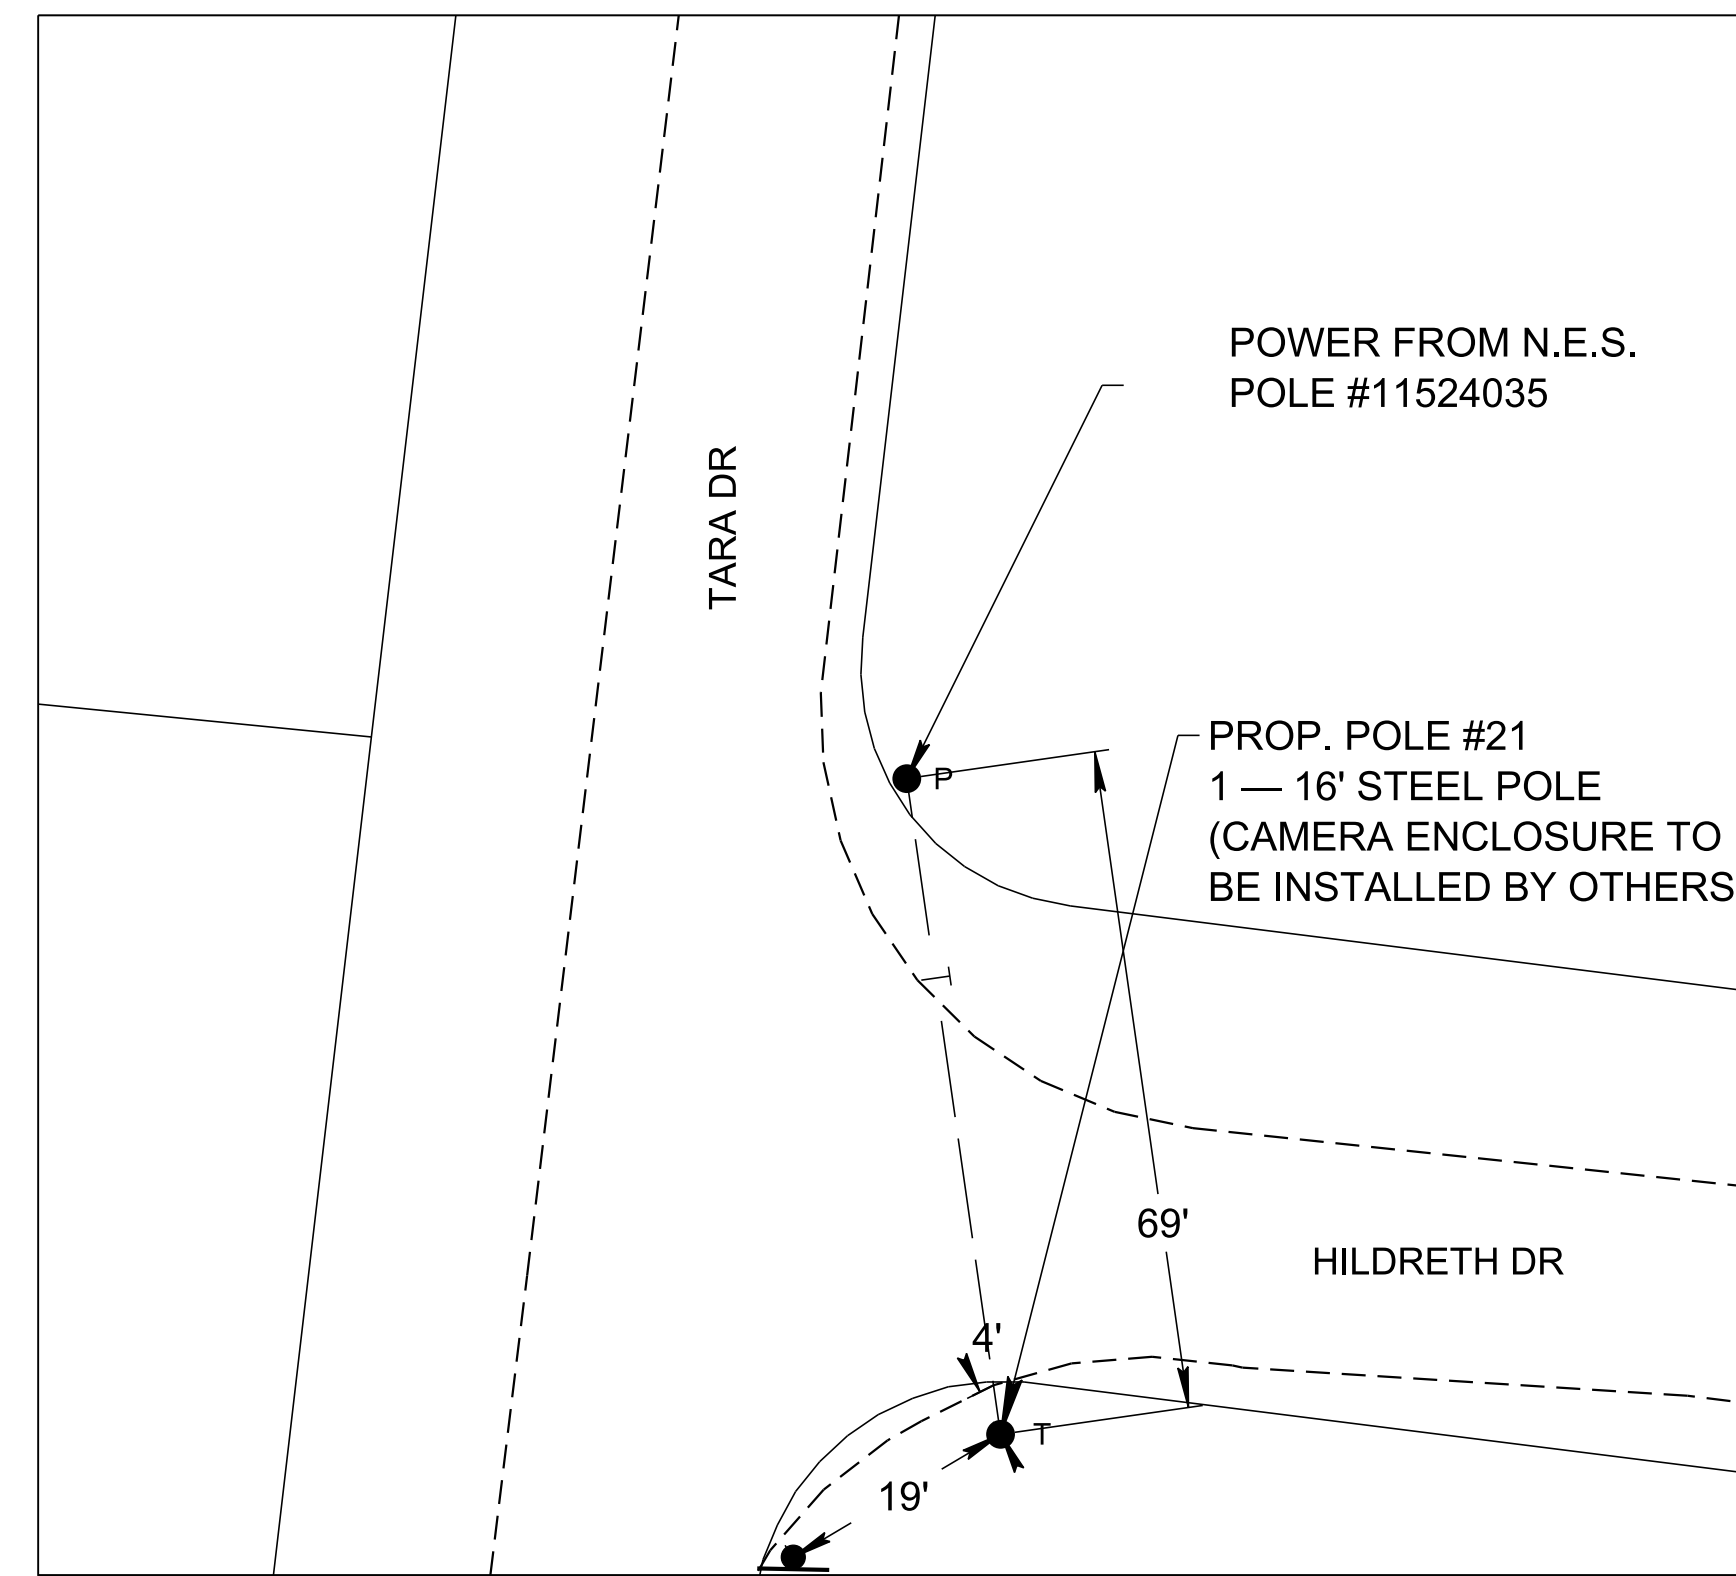 POWER FROM N.E.S.
POLE #11524035
TARA DR
P
PROP. POLE #21
1 — 16' STEEL POLE
(CAMERA ENCLOSURE TO
BE INSTALLED BY OTHERS
69'
HILDRETH DR
4'
T
19'